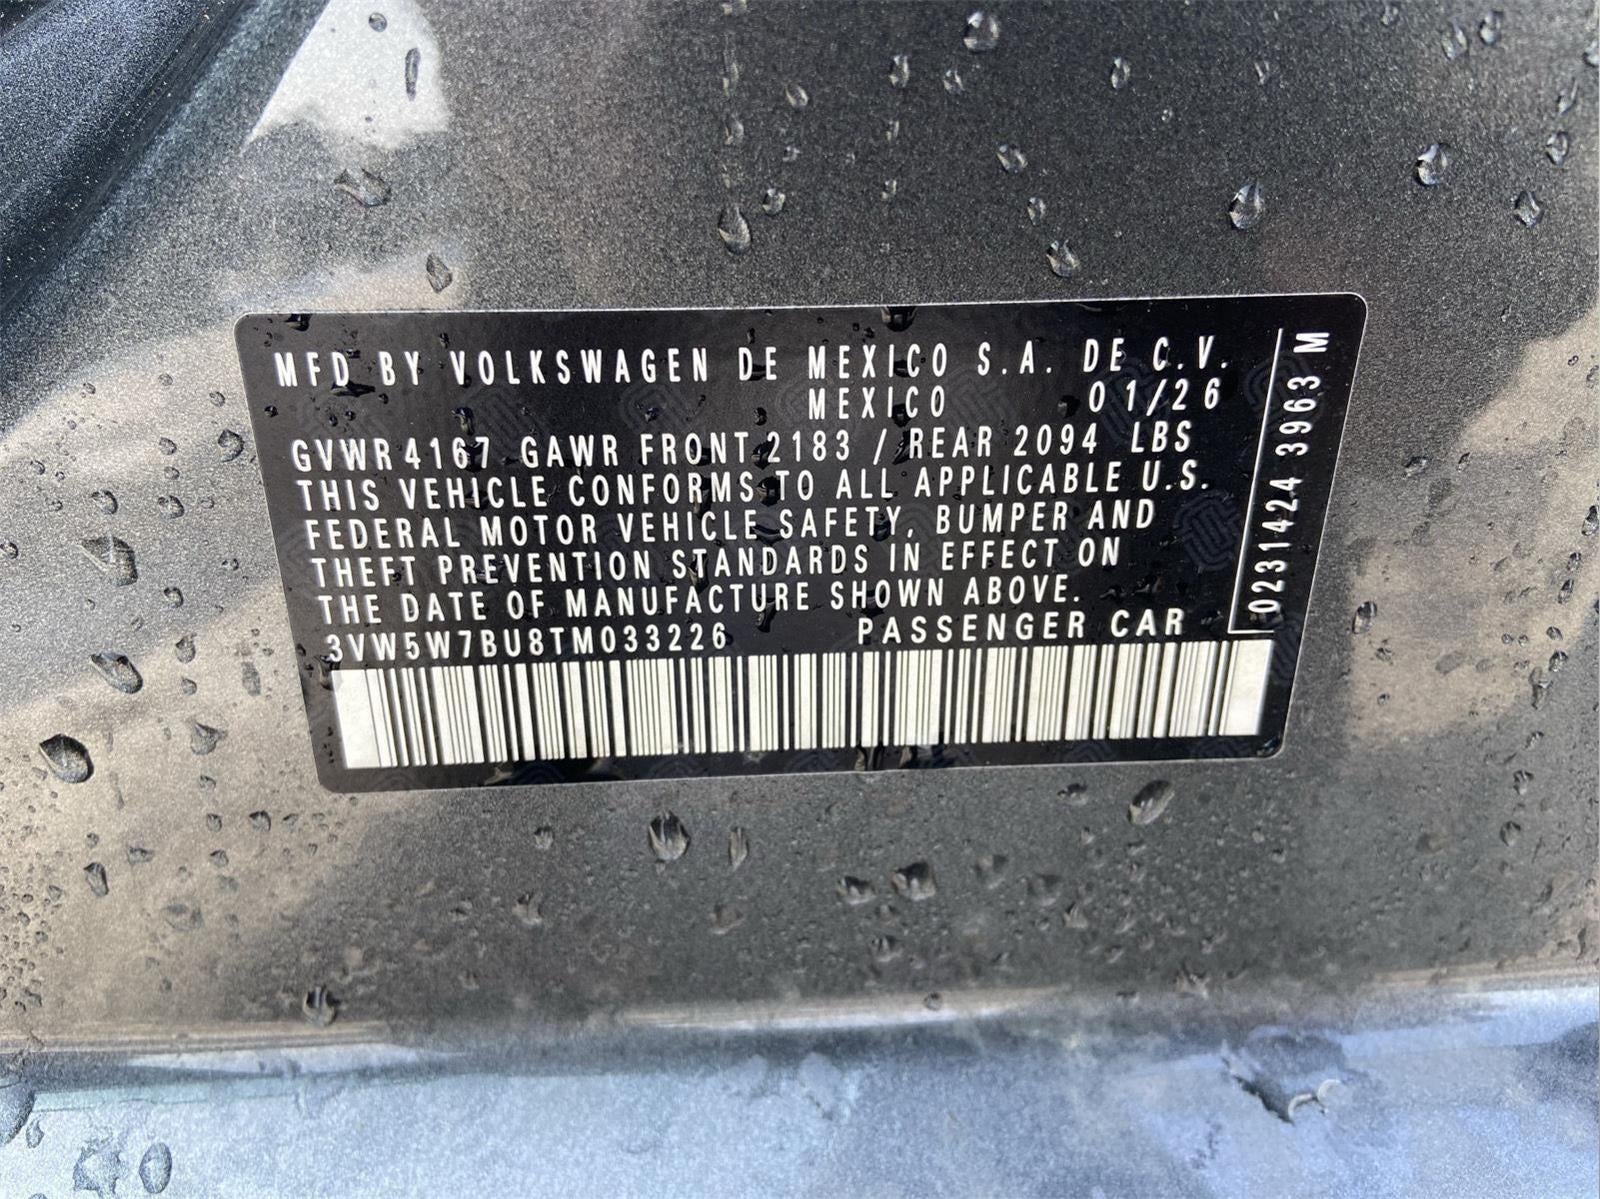 MFD BY VOLKSWAGEN DE MEXICO S.A. DE C.V.
MEXICO 01/26
GVWR 4167 GAWR FRONT 2183 / REAR 2094 LBS
THIS VEHICLE CONFORMS TO ALL APPLICABLE U.S.
FEDERAL MOTOR VEHICLE SAFETY, BUMPER AND
THEFT PREVENTION STANDARDS IN EFFECT ON
THE DATE OF MANUFACTURE SHOWN ABOVE.
3VW5W7BU8TM033226 PASSENGER CAR
0231424 3963 M